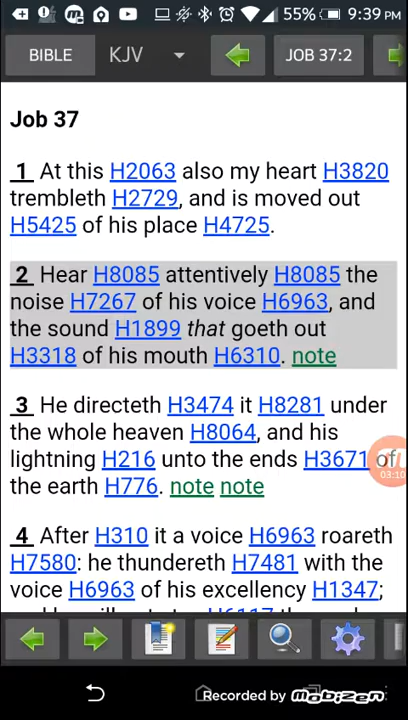 55% 9:39 PM
BIBLE KJV JOB 37:2
Job 37
1 At this H2063 also my heart H3820
trembleth H2729, and is moved out
H5425 of his place H4725.
2 Hear H8085 attentively H8085 the
noise H7267 of his voice H6963, and
the sound H1899 that goeth out
H3318 of his mouth H6310. note
3 He directeth H3474 it H8281 under
the whole heaven H8064, and his
lightning H216 unto the ends H3671 of
03:10
the earth H776. note note
4 After H310 it a voice H6963 roareth
H7580: he thundereth H7481 with the
voice H6963 of his excellency H1347;
Recorded by mobizen